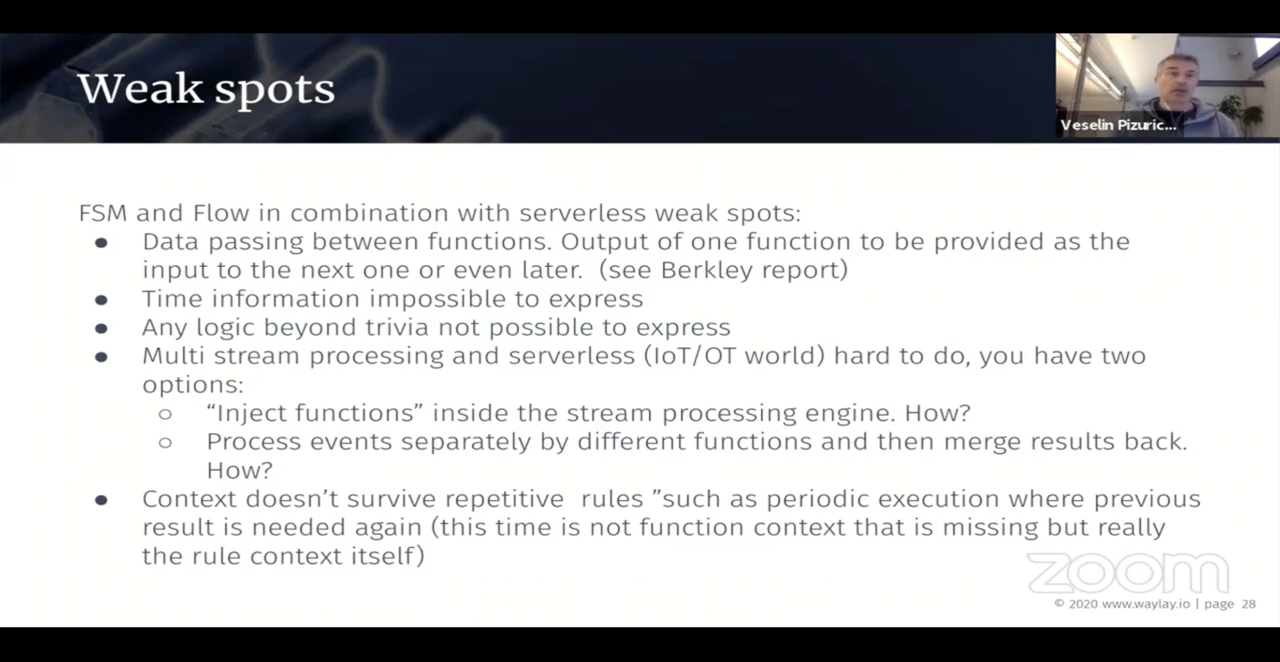 Weak spots
Veselin Pizuric...
FSM and Flow in combination with serverless weak spots:
● Data passing between functions. Output of one function to be provided as the
input to the next one or even later.  (see Berkley report)
● Time information impossible to express
● Any logic beyond trivia not possible to express
● Multi stream processing and serverless (IoT/OT world) hard to do, you have two
options:
○ “Inject functions” inside the stream processing engine. How?
○ Process events separately by different functions and then merge results back.
How?
● Context doesn’t survive repetitive  rules ”such as periodic execution where previous
result is needed again (this time is not function context that is missing but really
the rule context itself)
zoom
© 2020 www.waylay.io | page 28